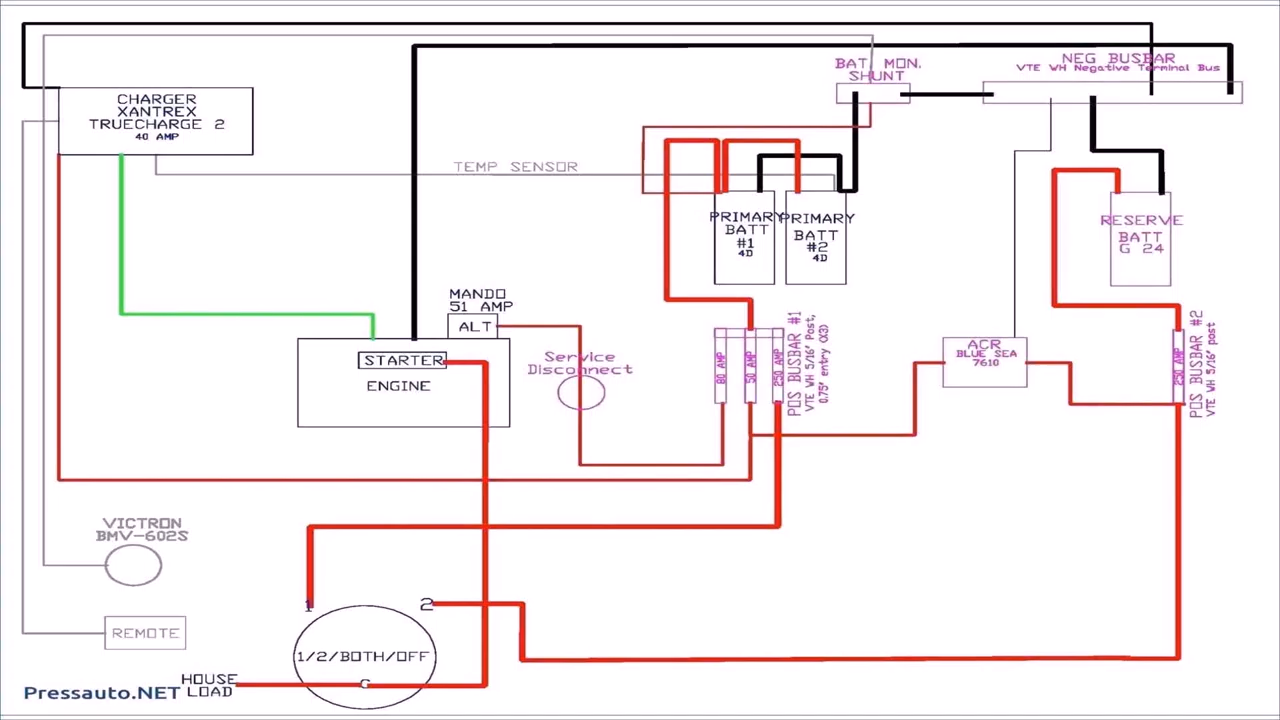 CHARGER
XANTREX
TRUECHARGE 2
40 AMP
BAT. MON.
SHUNT
NEG BUSBAR
VTE WH Negative Terminal Bus
TEMP SENSOR
PRIMARY
BATT
#1
4D
PRIMARY
BATT
#2
4D
RESERVE
BATT
G 24
MANDO
51 AMP
ALT
STARTER
ENGINE
Service
Disconnect
80 AMP
50 AMP
250 AMP
POS BUSBAR #1
VTE WH 5/16' Post,
0.75' entry O(3)
ACR
BLUE SEA
7610
250 AMP
POS BUSBAR #2
VTE WH 5/16' post
VICTRON
BMV-602S
REMOTE
1
2
1/2/BOTH/OFF
C
HOUSE
LOAD
Pressauto.NET